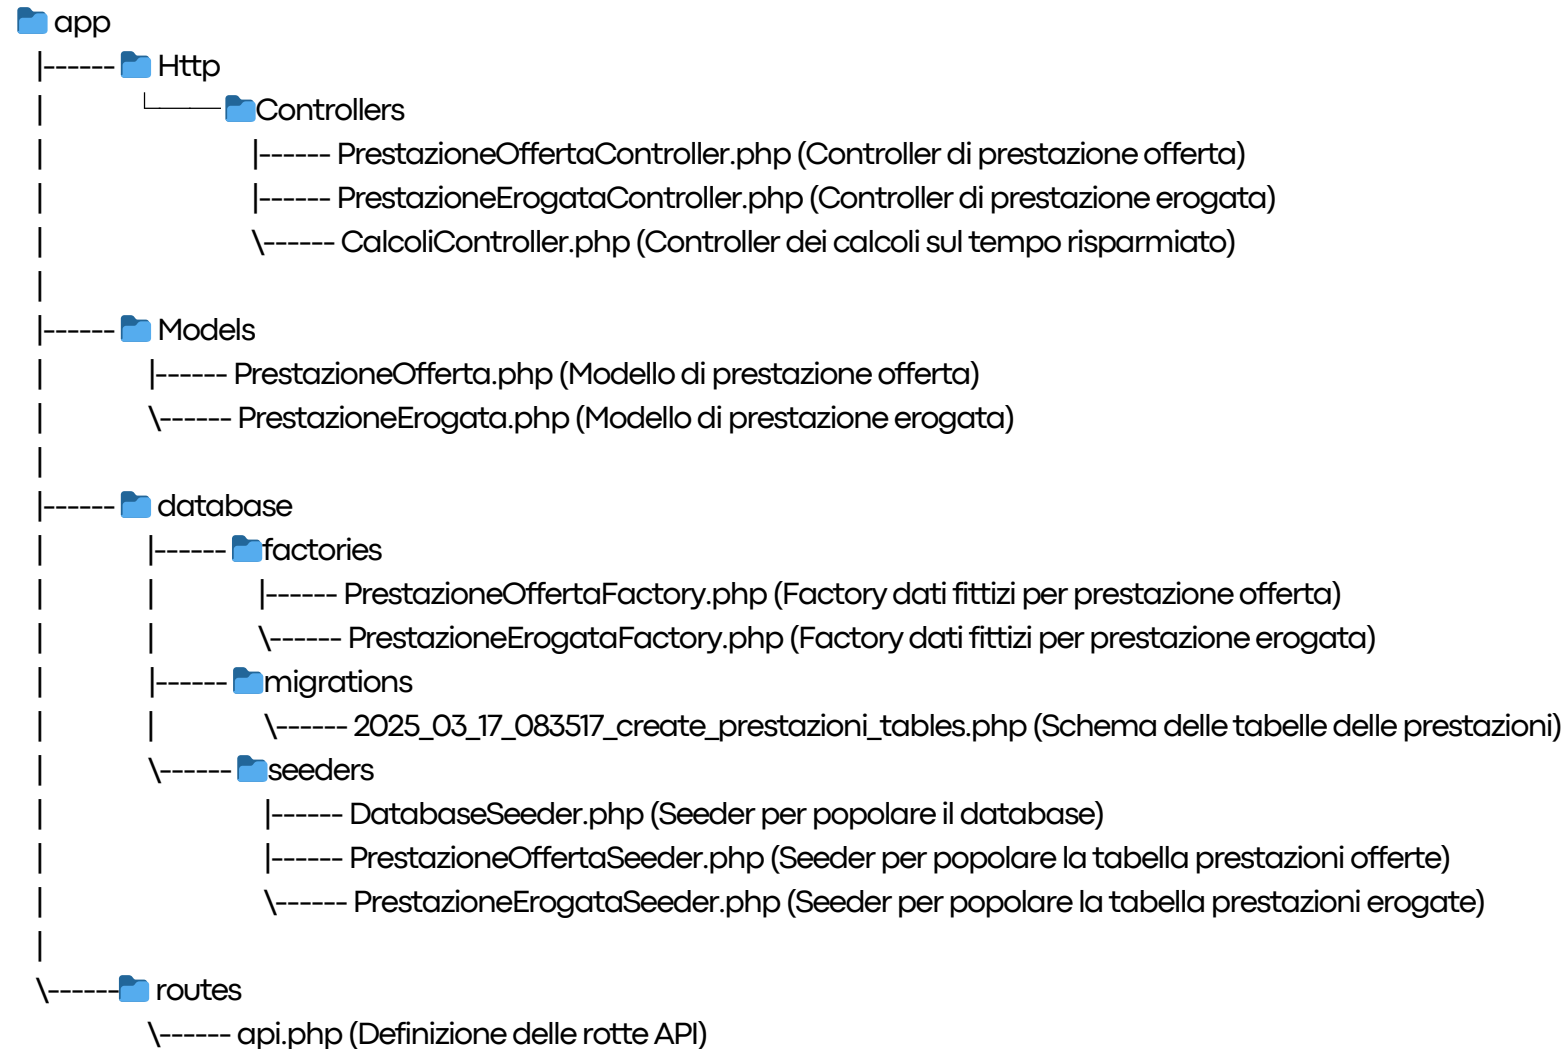 app
|------ Http
| └─── Controllers
| |------ PrestazioneOffertaController.php (Controller di prestazione offerta)
| |------ PrestazioneErogataController.php (Controller di prestazione erogata)
| \------ CalcoliController.php (Controller dei calcoli sul tempo risparmiato)
|
|------ Models
| |------ PrestazioneOfferta.php (Modello di prestazione offerta)
| \------ PrestazioneErogata.php (Modello di prestazione erogata)
|
|------ database
| |------ factories
| | |------ PrestazioneOffertaFactory.php (Factory dati fittizi per prestazione offerta)
| | \------ PrestazioneErogataFactory.php (Factory dati fittizi per prestazione erogata)
| |------ migrations
| | \------ 2025_03_17_083517_create_prestazioni_tables.php (Schema delle tabelle delle prestazioni)
| \------ seeders
| |------ DatabaseSeeder.php (Seeder per popolare il database)
| |------ PrestazioneOffertaSeeder.php (Seeder per popolare la tabella prestazioni offerte)
| \------ PrestazioneErogataSeeder.php (Seeder per popolare la tabella prestazioni erogate)
|
\------ routes
\------ api.php (Definizione delle rotte API)